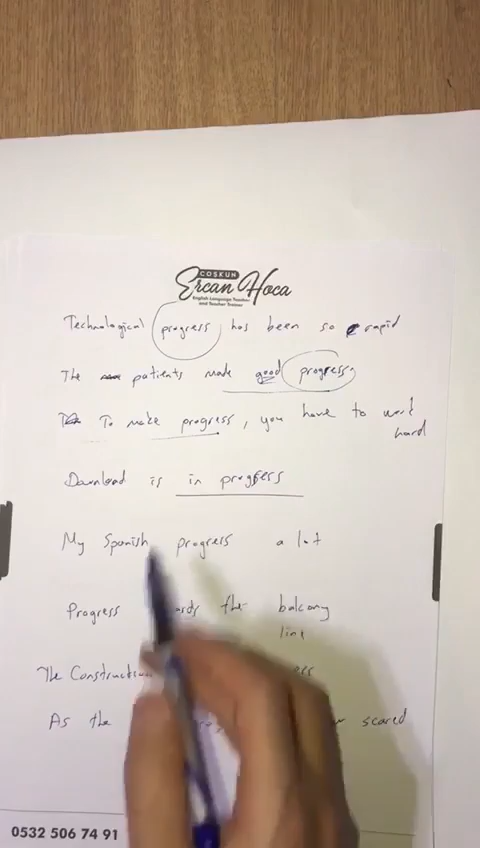 COSKUN
Ercan Hoca
English Language Teacher
and Teacher Trainer
Technological progress has been so rapid
The patients made good progress
To make progress, you have to work
hard
Download is in progress
My Spanish progress a lot
Progress the balcony
line
The Construction
As the scared
0532 506 74 91